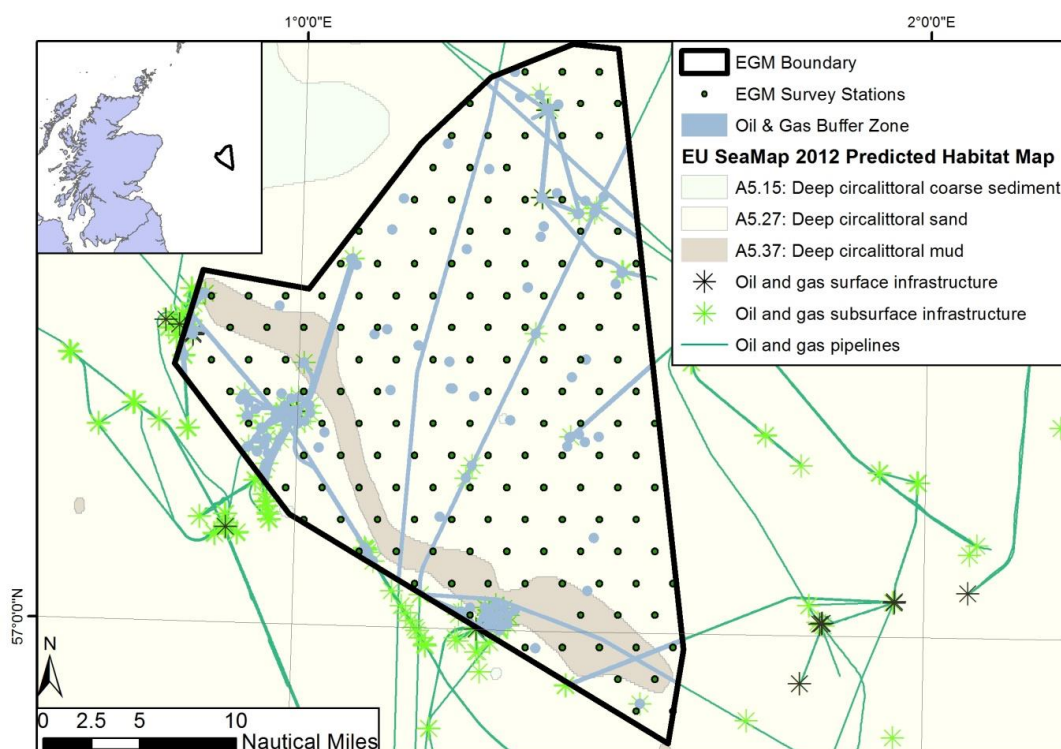 1°0'0"E
2°0'0"E
EGM Boundary
EGM Survey Stations
Oil & Gas Buffer Zone
EU SeaMap 2012 Predicted Habitat Map
A5.15: Deep circalittoral coarse sediment
A5.27: Deep circalittoral sand
A5.37: Deep circalittoral mud
Oil and gas surface infrastructure
Oil and gas subsurface infrastructure
Oil and gas pipelines
57°0'0"N
N
0 2.5 5 10
Nautical Miles